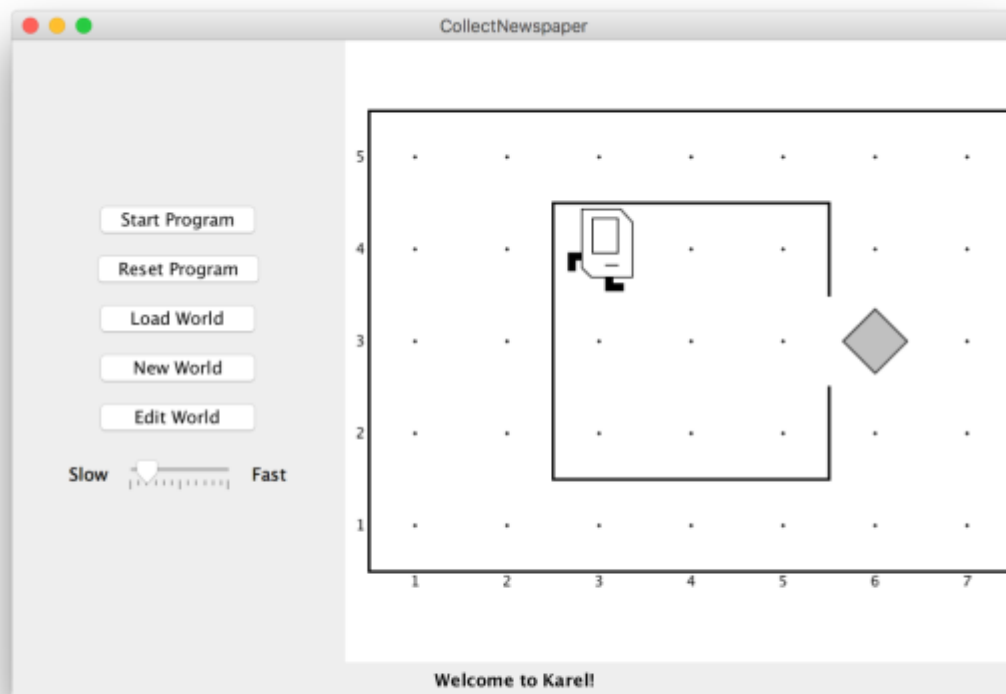 CollectNewspaper
Start Program
Reset Program
Load World
New World
Edit World
Slow Fast
5
4
3
2
1
1 2 3 4 5 6 7
Welcome to Karel!